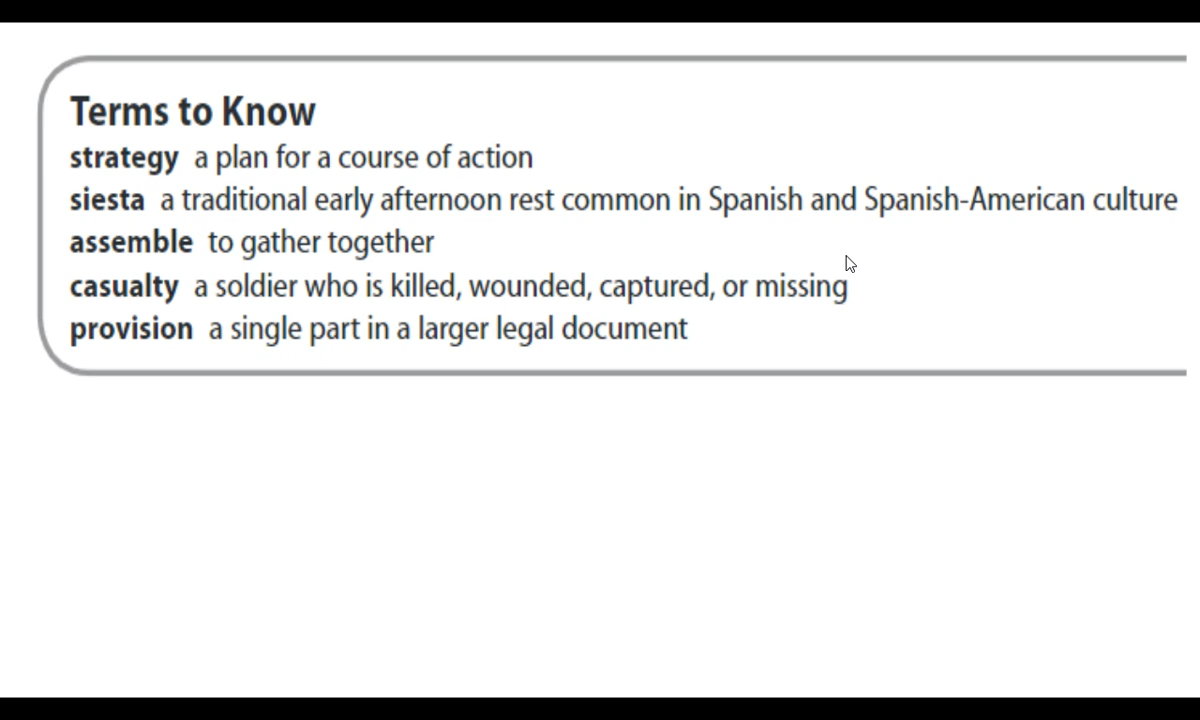 Terms to Know
strategy a plan for a course of action
siesta a traditional early afternoon rest common in Spanish and Spanish-American culture
assemble to gather together
casualty a soldier who is killed, wounded, captured, or missing
provision a single part in a larger legal document